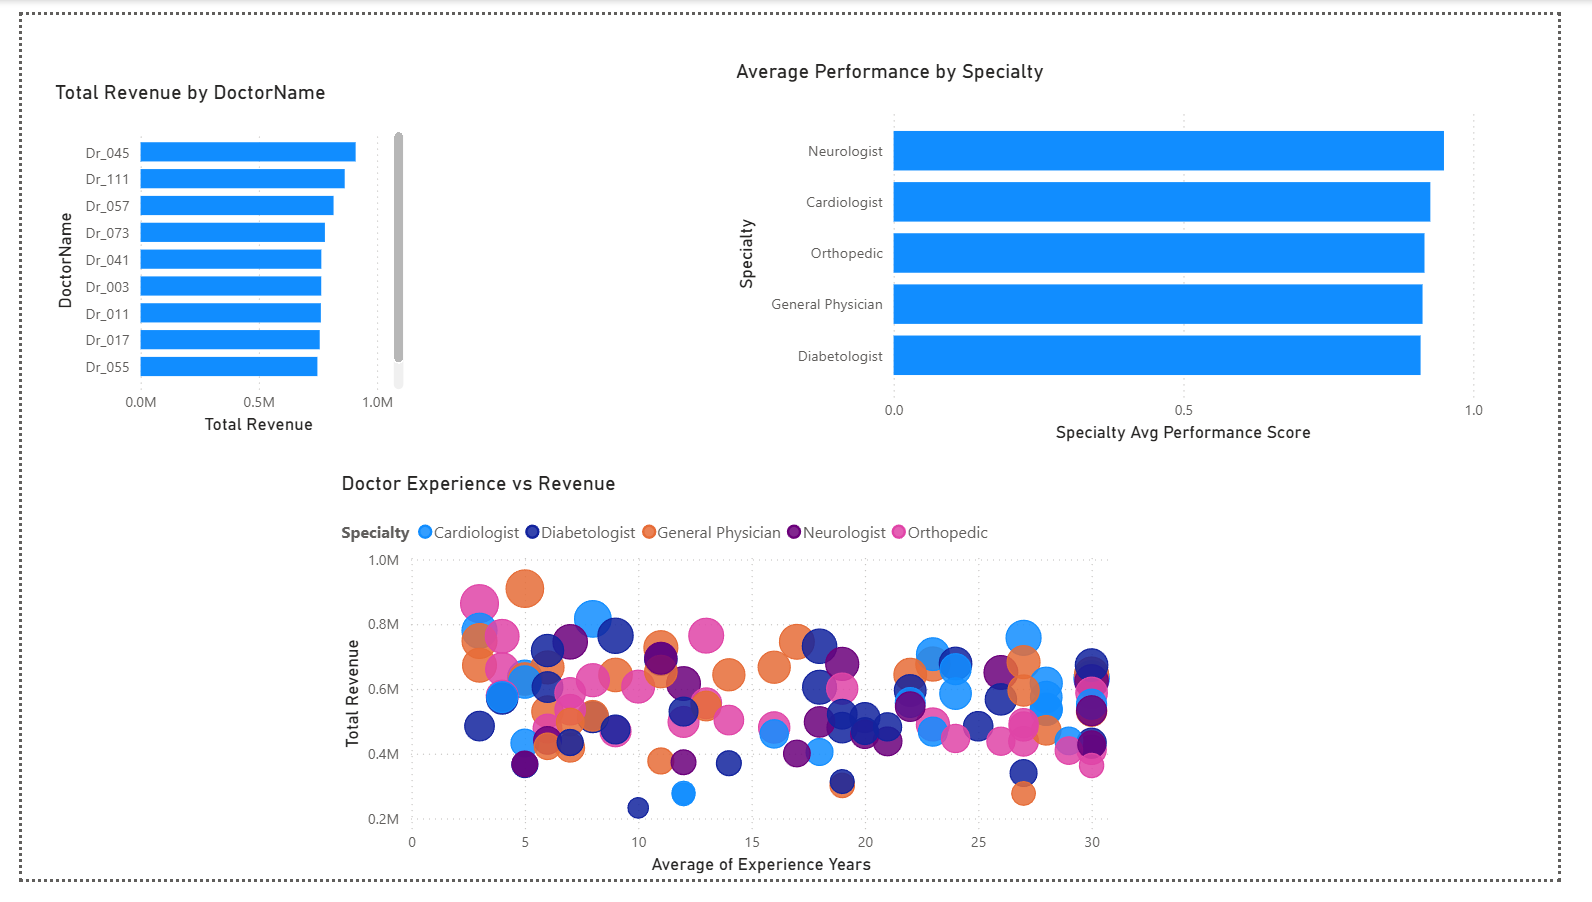 Total Revenue by DoctorName
DoctorName
Dr_045
Dr_111
Dr_057
Dr_073
Dr_041
Dr_003
Dr_011
Dr_017
Dr_055
0.0M 0.5M 1.0M
Total Revenue
Average Performance by Specialty
Specialty
Neurologist
Cardiologist
Orthopedic
General Physician
Diabetologist
0.0 0.5 1.0
Specialty Avg Performance Score
Doctor Experience vs Revenue
Specialty Cardiologist Diabetologist General Physician Neurologist Orthopedic
Total Revenue
1.0M
0.8M
0.6M
0.4M
0.2M
0 5 10 15 20 25 30
Average of Experience Years